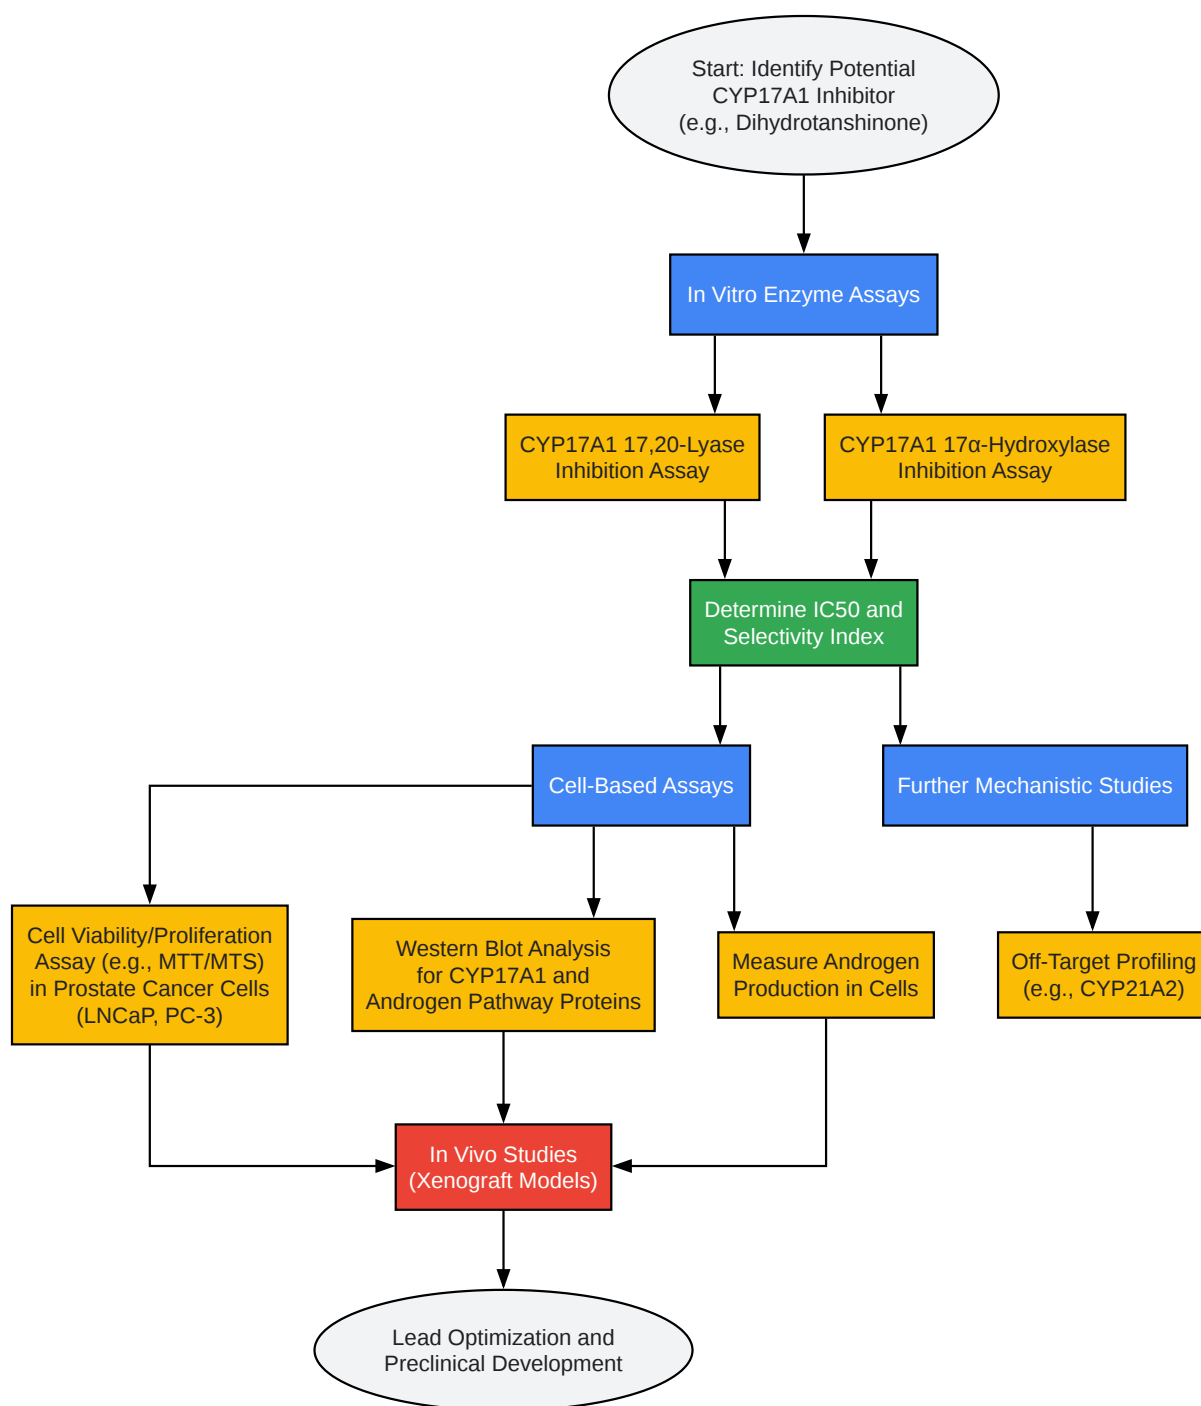 Start: Identify Potential
CYP17A1 Inhibitor
(e.g., Dihydrotanshinone)
In Vitro Enzyme Assays
CYP17A1 17,20-Lyase
Inhibition Assay
CYP17A1 17α-Hydroxylase
Inhibition Assay
Determine IC50 and
Selectivity Index
Cell-Based Assays
Further Mechanistic Studies
Cell Viability/Proliferation
Assay (e.g., MTT/MTS)
in Prostate Cancer Cells
(LNCaP, PC-3)
Western Blot Analysis
for CYP17A1 and
Androgen Pathway Proteins
Measure Androgen
Production in Cells
Off-Target Profiling
(e.g., CYP21A2)
In Vivo Studies
(Xenograft Models)
Lead Optimization and
Preclinical Development